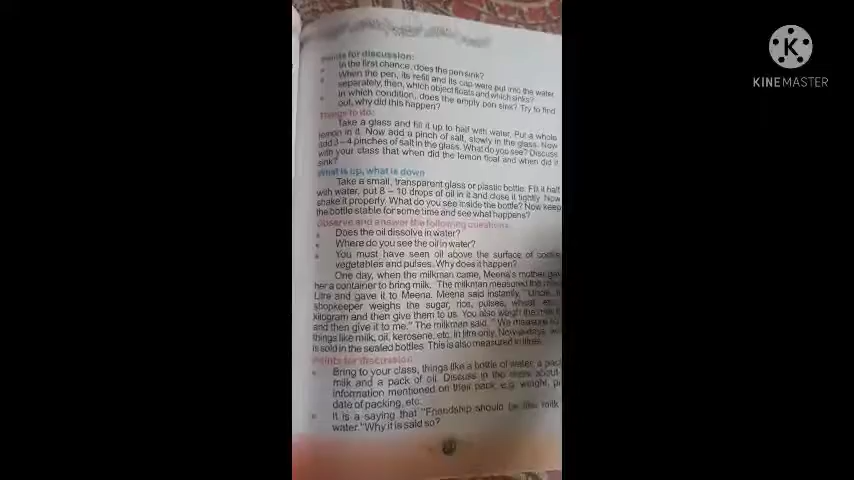 Points for discussion:
In the first chance, does the pen sink?
When the pen, its refill and its cap were put into the water
separately, then, which object floats and which sinks?
In which condition, does the empty pen sink? Try to find
out, why did this happen?
Things to do:
Take a glass and fill it up to half with water. Put a whole
lemon in it. Now add a pinch of salt, slowly in the glass. Now
add 3-4 pinches of salt in the glass. What do you see? Discuss
with your class that when did the lemon float and when did it
sink?
What is up, what is down
Take a small, transparent glass or plastic bottle. Fill it half
with water, put 8 - 10 drops of oil in it and close it tightly. Now
shake it properly. What do you see inside the bottle? Now keep
the bottle stable for some time and see what happens?
Observe and answer the following questions
Does the oil dissolve in water?
Where do you see the oil in water?
You must have seen oil above the surface of
vegetables and pulses. Why does it happen?
One day, when the milkman came, Meena's mother
her a container to bring milk. The milkman measured the
Litre and gave it to Meena. Meena said instantly, "Uncle,
shopkeeper weighs the sugar, rice, pulses, wheat, etc.
kilogram and then give them to us. You also weigh the milk
and then give it to me." The milkman said. "We measure
things like milk, oil, kerosene, etc. in litre only. Nowadays,
is sold in the sealed bottles. This is also measured in litres.
Points for discussion
Bring to your class, things like a bottle of water, a
milk and a pack of oil. Discuss in the class about
information mentioned on their pack, e.g. weight,
date of packing, etc.
It is a saying that "Friendship should be like milk
water." Why it is said so?
KINEMASTER